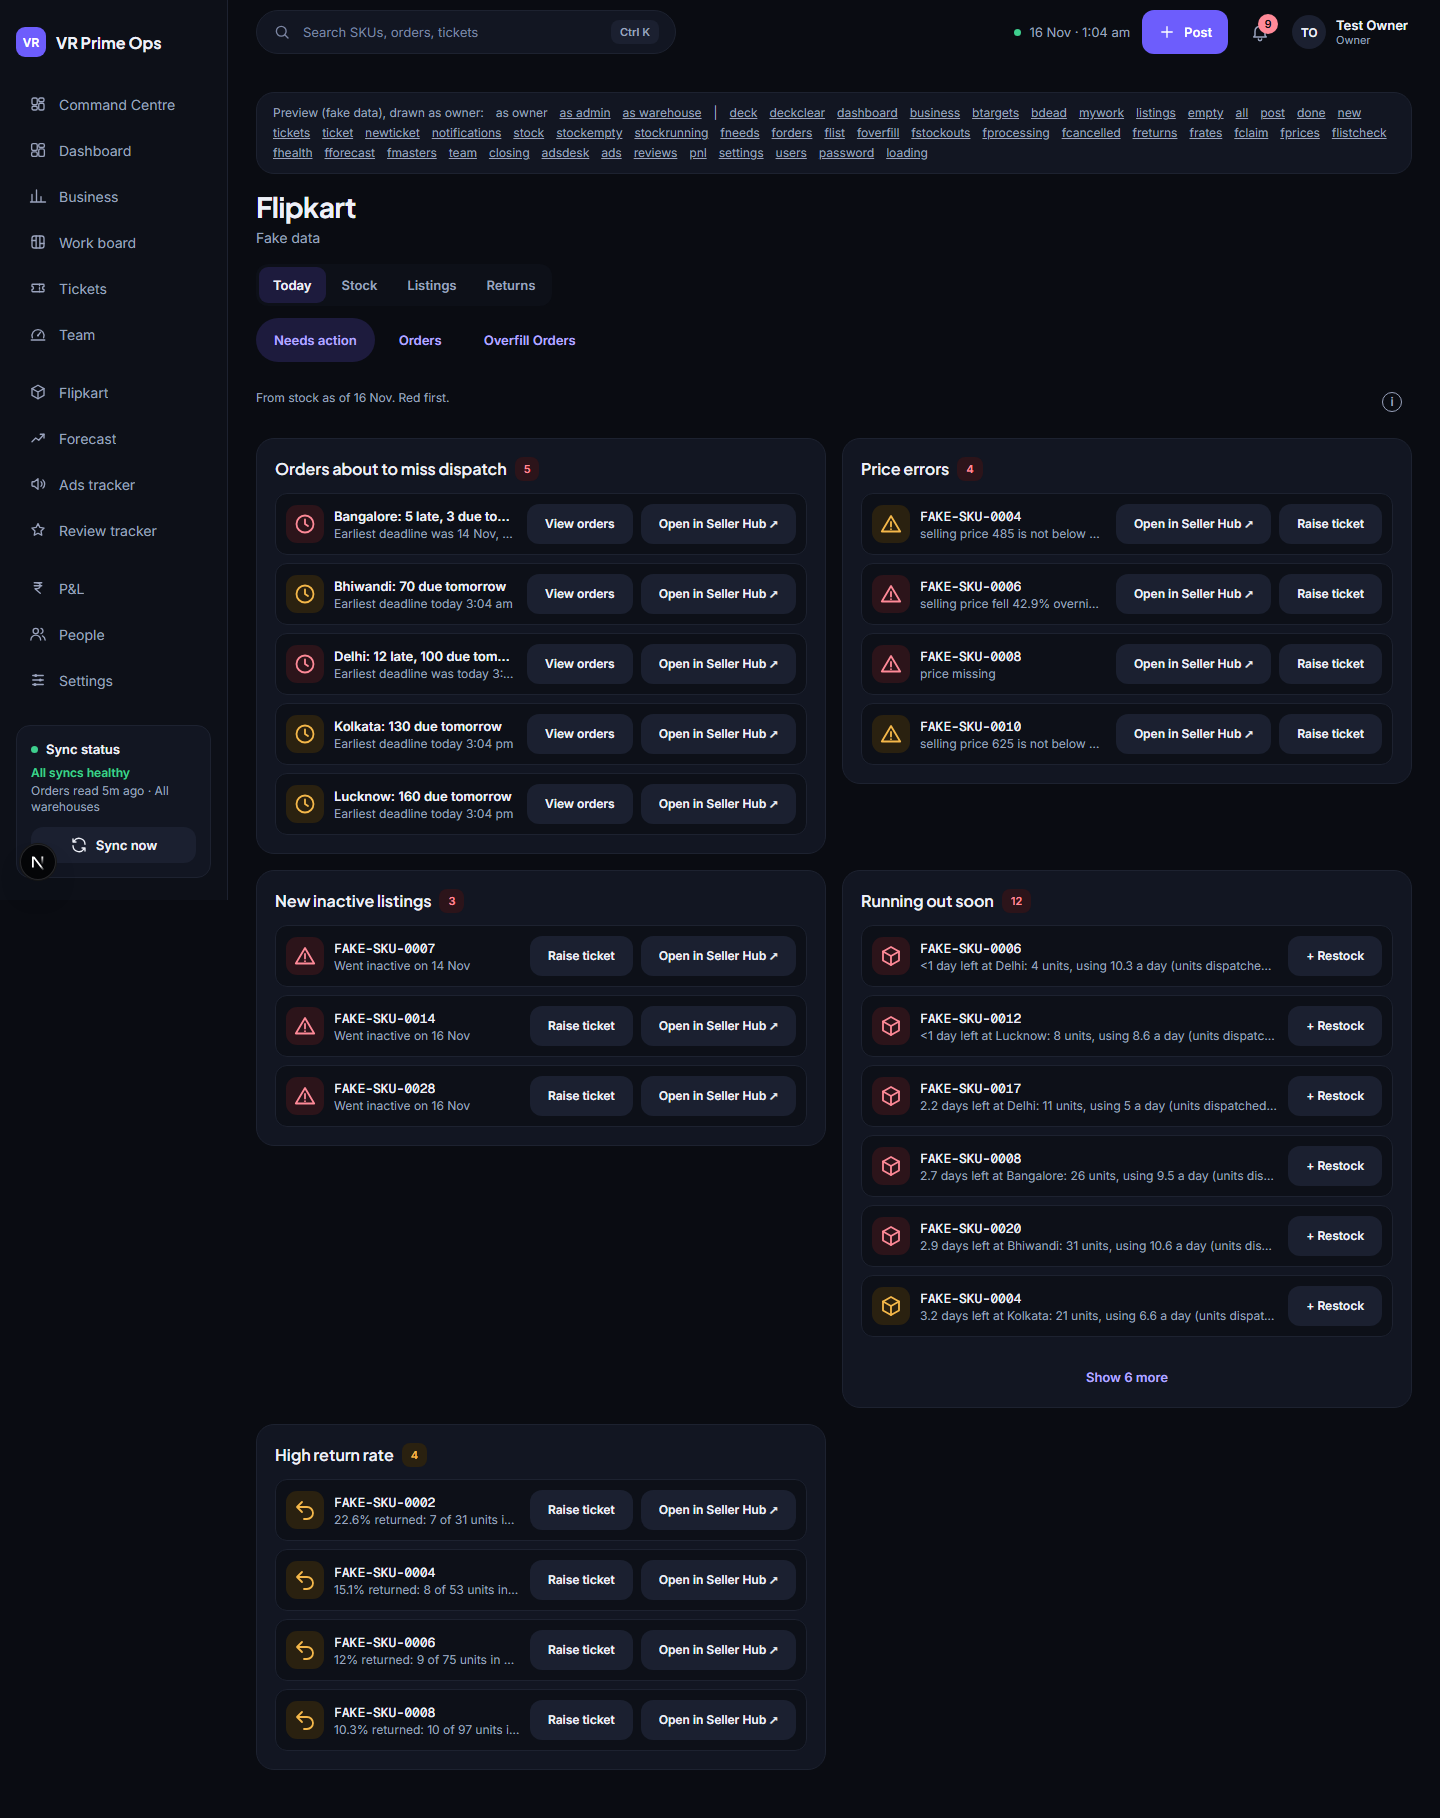 VR
VR Prime Ops
Search SKUs, orders, tickets
Ctrl K
16 Nov · 1:04 am
+ Post
9
TO
Test Owner
Owner
Command Centre
Dashboard
Business
Work board
Tickets
Team
Flipkart
Forecast
Ads tracker
Review tracker
₹ P&L
People
Settings
Sync status
All syncs healthy
Orders read 5m ago · All
warehouses
Sync now
N
Preview (fake data), drawn as owner: as owner as admin as warehouse | deck deckclear dashboard business btargets bdead mywork listings empty all post done new
tickets ticket newticket notifications stock stockempty stockrunning fneeds forders flist foverfill fstockouts fprocessing fcancelled freturns frates fclaim fprices flistcheck
fhealth fforecast fmasters team closing adsdesk ads reviews pnl settings users password loading
Flipkart
Fake data
Today Stock Listings Returns
Needs action Orders Overfill Orders
From stock as of 16 Nov. Red first.
i
Orders about to miss dispatch 5
Bangalore: 5 late, 3 due to...
Earliest deadline was 14 Nov, ...
View orders Open in Seller Hub ↗
Bhiwandi: 70 due tomorrow
Earliest deadline today 3:04 am
View orders Open in Seller Hub ↗
Delhi: 12 late, 100 due tom...
Earliest deadline was today 3:...
View orders Open in Seller Hub ↗
Kolkata: 130 due tomorrow
Earliest deadline today 3:04 pm
View orders Open in Seller Hub ↗
Lucknow: 160 due tomorrow
Earliest deadline today 3:04 pm
View orders Open in Seller Hub ↗
Price errors 4
FAKE-SKU-0004
selling price 485 is not below ...
Open in Seller Hub ↗ Raise ticket
FAKE-SKU-0006
selling price fell 42.9% overni...
Open in Seller Hub ↗ Raise ticket
FAKE-SKU-0008
price missing
Open in Seller Hub ↗ Raise ticket
FAKE-SKU-0010
selling price 625 is not below ...
Open in Seller Hub ↗ Raise ticket
New inactive listings 3
FAKE-SKU-0007
Went inactive on 14 Nov
Raise ticket Open in Seller Hub ↗
FAKE-SKU-0014
Went inactive on 16 Nov
Raise ticket Open in Seller Hub ↗
FAKE-SKU-0028
Went inactive on 16 Nov
Raise ticket Open in Seller Hub ↗
Running out soon 12
FAKE-SKU-0006
<1 day left at Delhi: 4 units, using 10.3 a day (units dispatche...
+ Restock
FAKE-SKU-0012
<1 day left at Lucknow: 8 units, using 8.6 a day (units dispatc...
+ Restock
FAKE-SKU-0017
2.2 days left at Delhi: 11 units, using 5 a day (units dispatched...
+ Restock
FAKE-SKU-0008
2.7 days left at Bangalore: 26 units, using 9.5 a day (units dis...
+ Restock
FAKE-SKU-0020
2.9 days left at Bhiwandi: 31 units, using 10.6 a day (units dis...
+ Restock
FAKE-SKU-0004
3.2 days left at Kolkata: 21 units, using 6.6 a day (units dispat...
+ Restock
Show 6 more
High return rate 4
FAKE-SKU-0002
22.6% returned: 7 of 31 units i...
Raise ticket Open in Seller Hub ↗
FAKE-SKU-0004
15.1% returned: 8 of 53 units in...
Raise ticket Open in Seller Hub ↗
FAKE-SKU-0006
12% returned: 9 of 75 units in ...
Raise ticket Open in Seller Hub ↗
FAKE-SKU-0008
10.3% returned: 10 of 97 units i...
Raise ticket Open in Seller Hub ↗